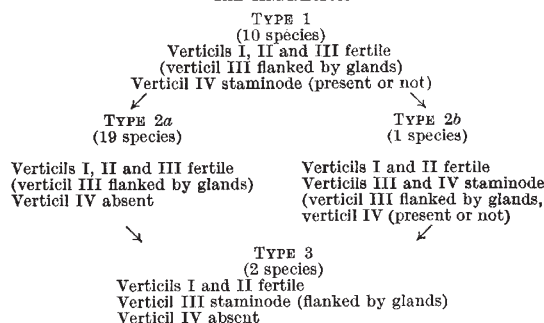 TYPE 1
(10 species)
Verticils I, II and III fertile
(verticil III flanked by glands)
Verticil IV staminode (present or not)
TYPE 2a
(19 species)
Verticils I, II and III fertile
(verticil III flanked by glands)
Verticil IV absent
TYPE 2b
(1 species)
Verticils I and II fertile
Verticils III and IV staminode
(verticil III flanked by glands,
verticil IV (present or not)
TYPE 3
(2 species)
Verticils I and II fertile
Verticil III staminode (flanked by glands)
Verticil IV absent